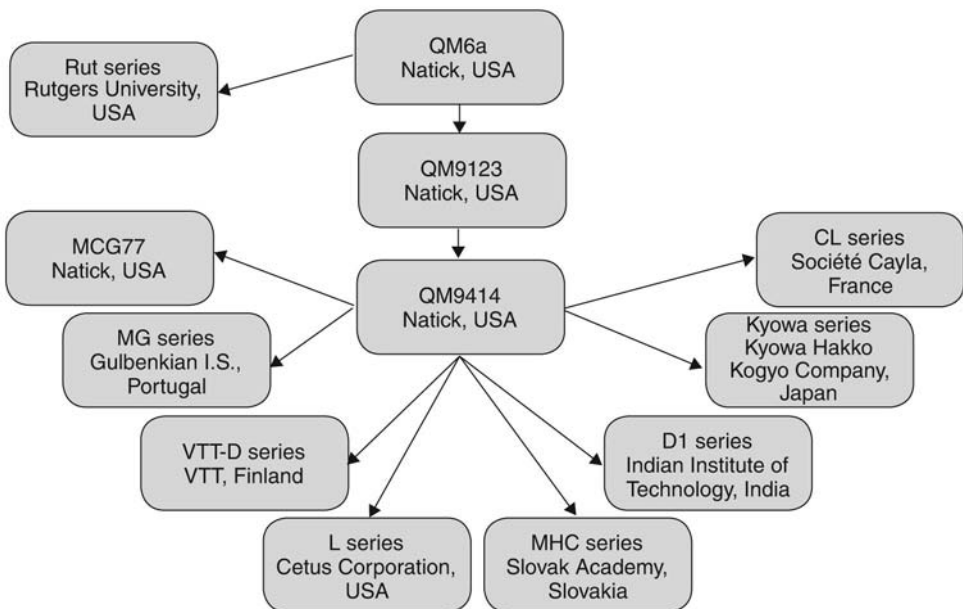 QM6a
Natick, USA
Rut series
Rutgers University,
USA
QM9123
Natick, USA
MCG77
Natick, USA
QM9414
Natick, USA
CL series
Société Cayla,
France
MG series
Gulbenkian I.S.,
Portugal
Kyowa series
Kyowa Hakko
Kogyo Company,
Japan
VTT-D series
VTT, Finland
D1 series
Indian Institute of
Technology, India
L series
Cetus Corporation,
USA
MHC series
Slovak Academy,
Slovakia